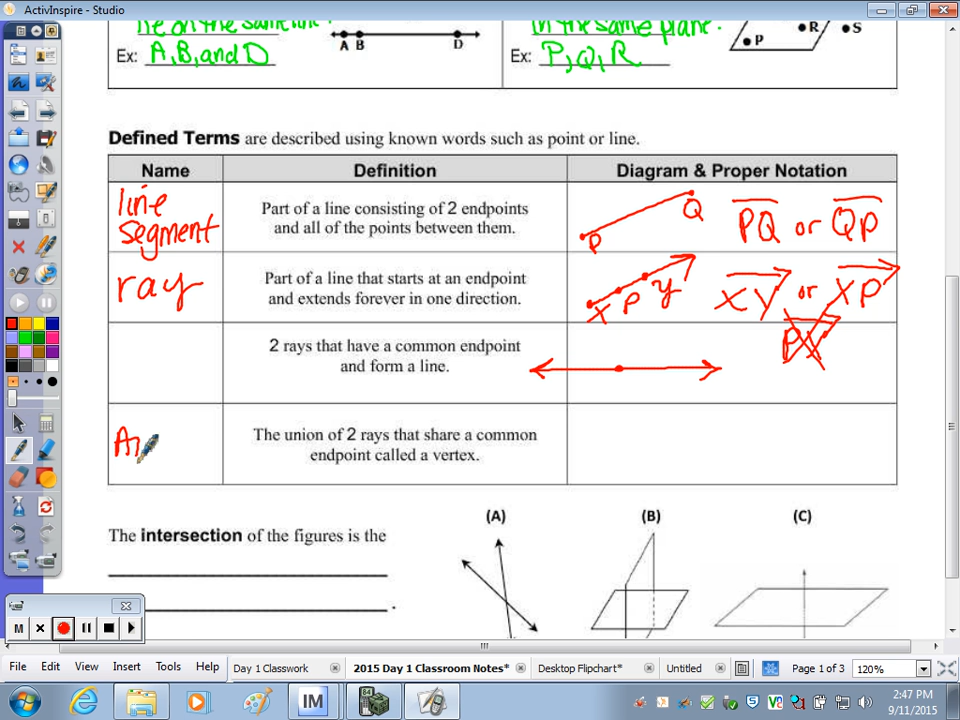 ActivInspire - Studio
lie on the same line.
in the same plane.
A B D
P R S
Ex: A, B, and D
Ex: P, Q, R
Defined Terms are described using known words such as point or line.
Name Definition Diagram & Proper Notation
line
segment
Part of a line consisting of 2 endpoints
and all of the points between them.
P Q PQ or QP
ray
Part of a line that starts at an endpoint
and extends forever in one direction.
X P Y XY or XP
PX
2 rays that have a common endpoint
and form a line.
An
The union of 2 rays that share a common
endpoint called a vertex.
The intersection of the figures is the
(A) (B) (C)
M
File Edit View Insert Tools Help Day 1 Classwork 2015 Day 1 Classroom Notes* Desktop Flipchart* Untitled Page 1 of 3 120%
IM
2:47 PM
9/11/2015